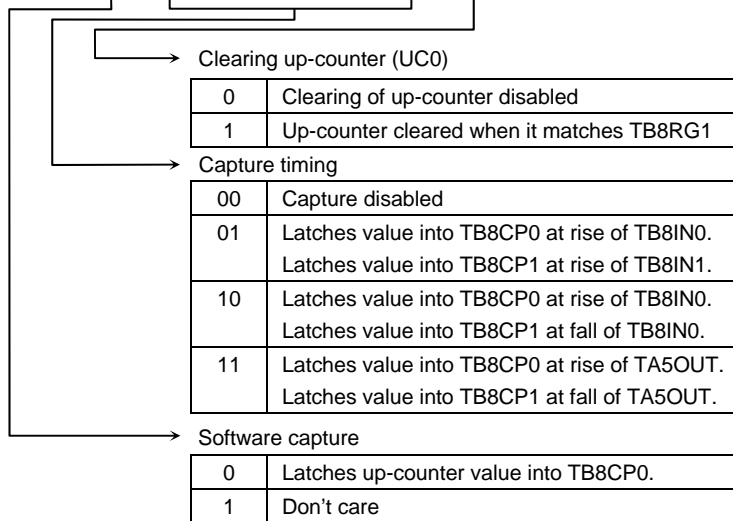 Clearing up-counter (UC0)
0 Clearing of up-counter disabled
1 Up-counter cleared when it matches TB8RG1
Capture timing
00 Capture disabled
01 Latches value into TB8CP0 at rise of TB8IN0.
Latches value into TB8CP1 at rise of TB8IN1.
10 Latches value into TB8CP0 at rise of TB8IN0.
Latches value into TB8CP1 at fall of TB8IN0.
11 Latches value into TB8CP0 at rise of TA5OUT.
Latches value into TB8CP1 at fall of TA5OUT.
Software capture
0 Latches up-counter value into TB8CP0.
1 Don't care